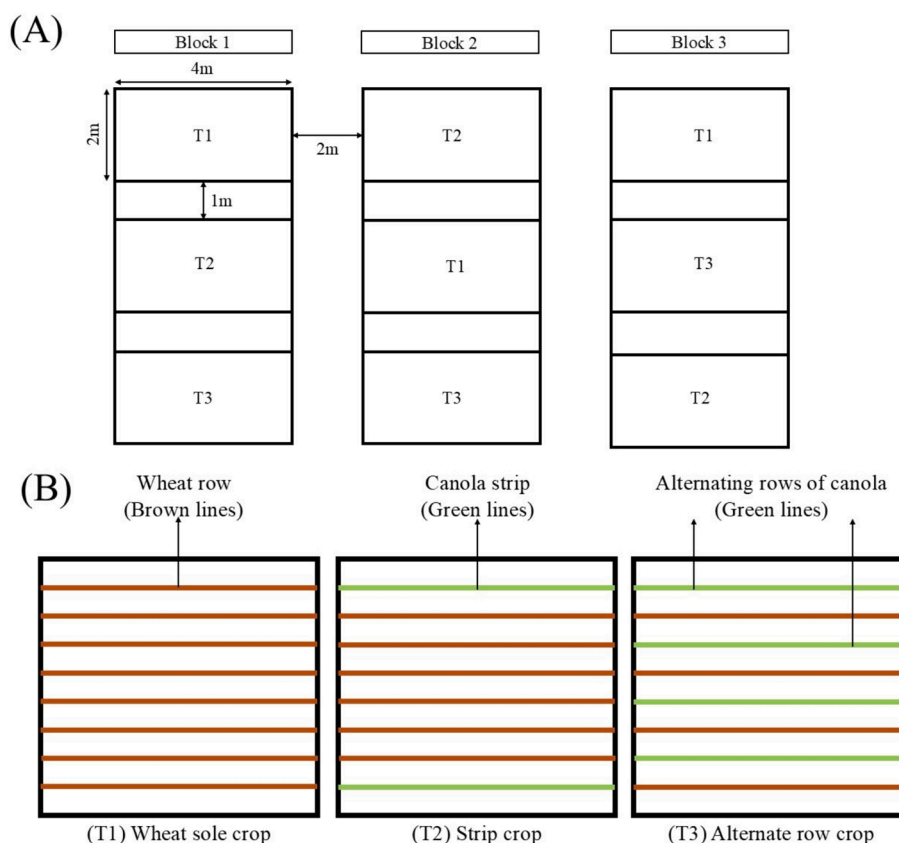 (A)
Block 1
Block 2
Block 3
4m
2m
T1
2m
T2
T1
1m
T2
T1
T3
T3
T3
T2
(B)
Wheat row
(Brown lines)
Canola strip
(Green lines)
Alternating rows of canola
(Green lines)
(T1) Wheat sole crop
(T2) Strip crop
(T3) Alternate row crop